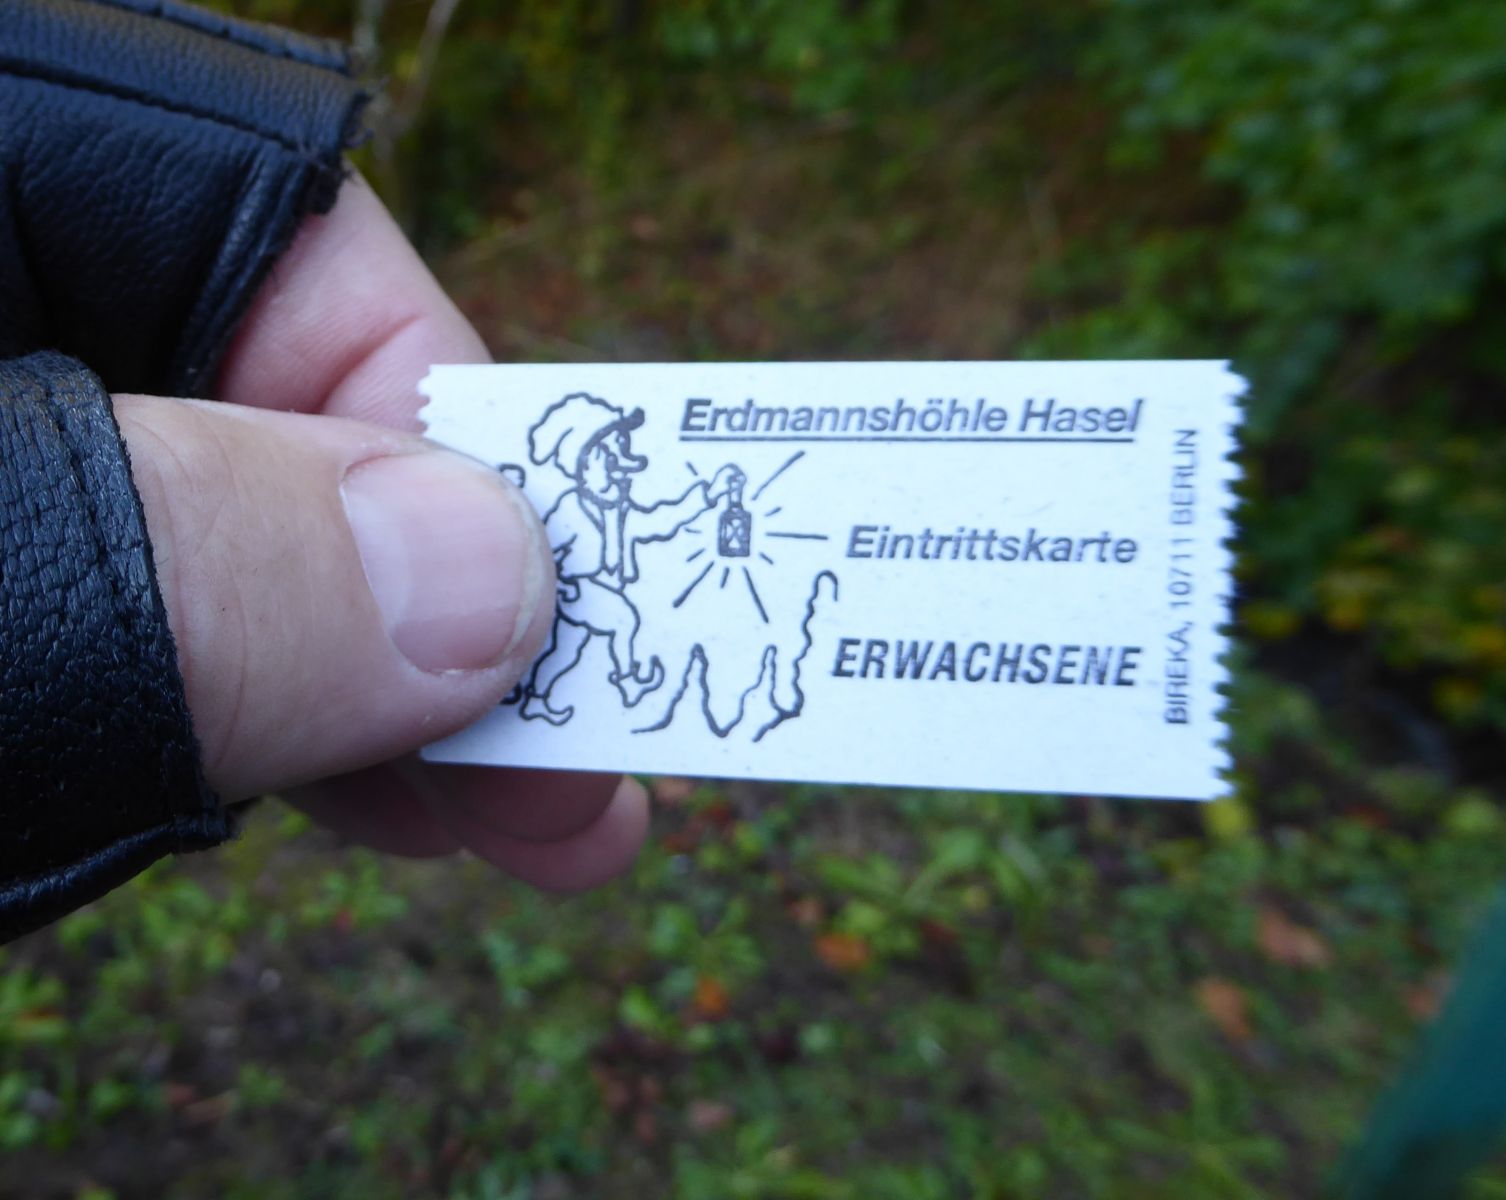 Erdmannshöhle Hasel
Eintrittskarte
ERWACHSENE
BIREKA, 10711 BERLIN